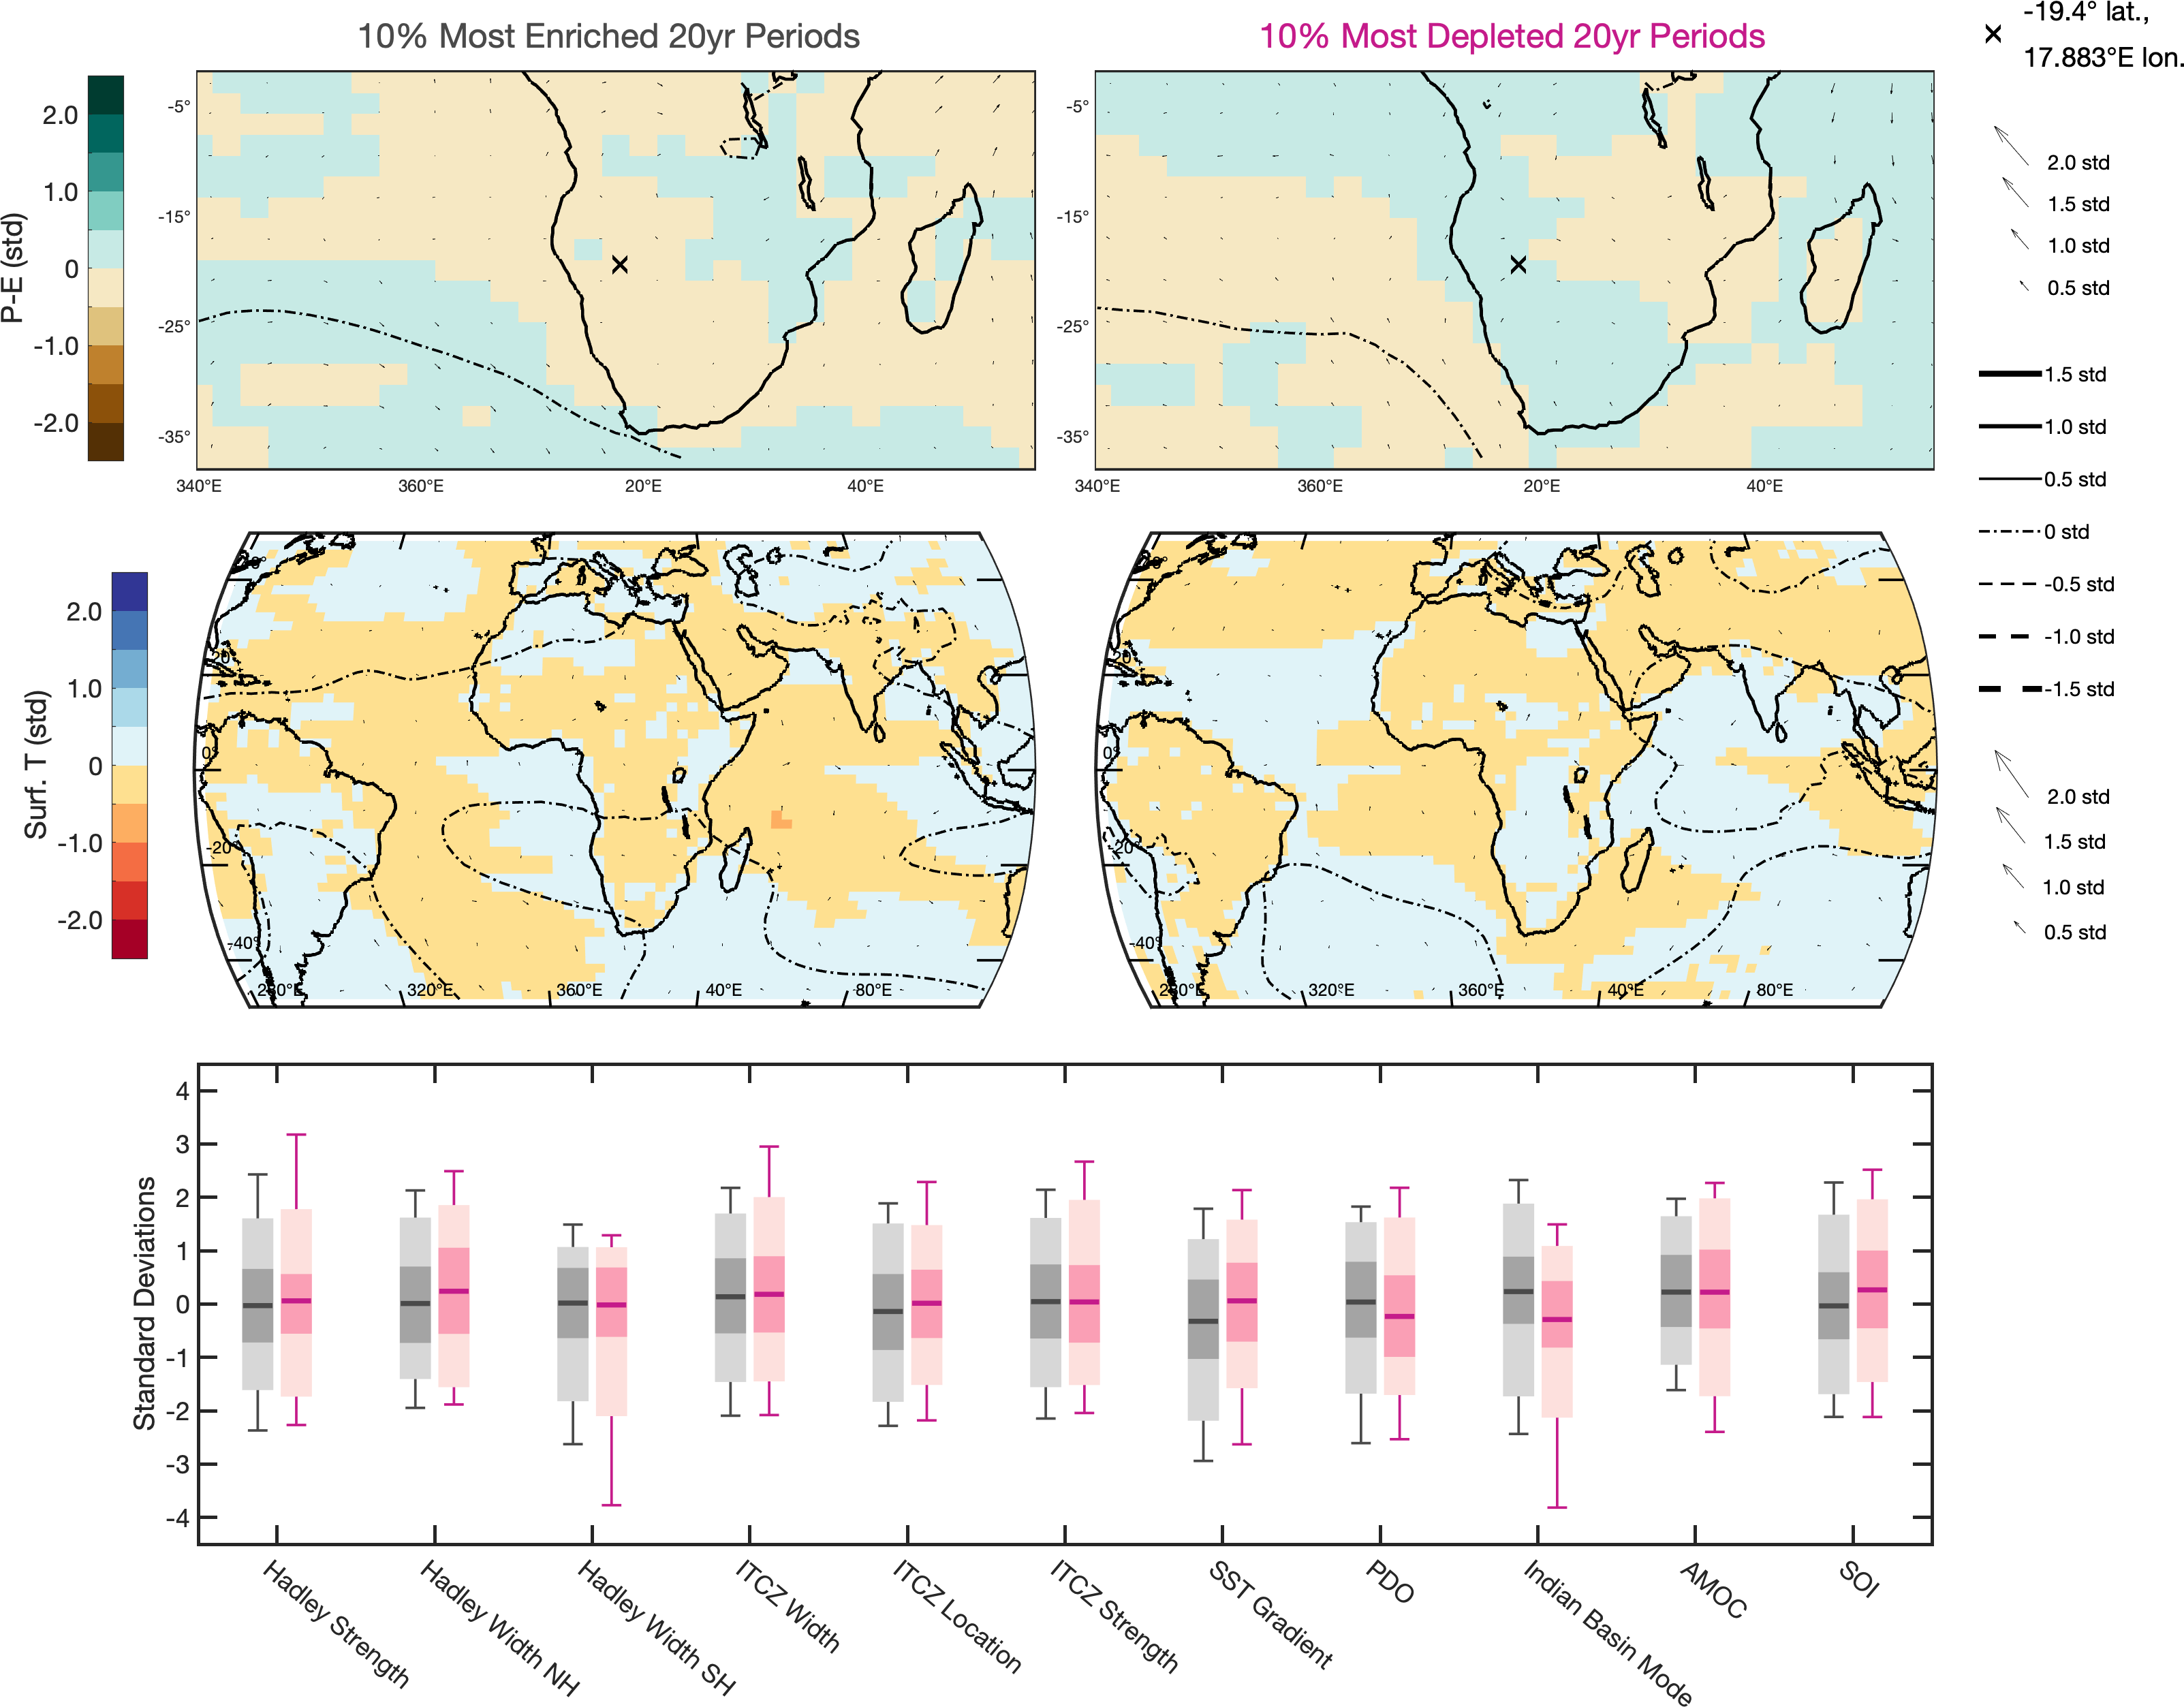 10% Most Enriched 20yr Periods
10% Most Depleted 20yr Periods
-19.4° lat.,
17.883°E lon.
P-E (std)
2.0
1.0
0
-1.0
-2.0
-5°
-15°
-25°
-35°
340°E
360°E
20°E
40°E
-5°
-15°
-25°
-35°
340°E
360°E
20°E
40°E
2.0 std
1.5 std
1.0 std
0.5 std
1.5 std
1.0 std
0.5 std
0 std
-0.5 std
-1.0 std
-1.5 std
Surf. T (std)
2.0
1.0
0
-1.0
-2.0
20°
0°
-20°
-40°
280°E
320°E
360°E
40°E
80°E
20°
0°
-20°
-40°
280°E
320°E
360°E
40°E
80°E
2.0 std
1.5 std
1.0 std
0.5 std
Standard Deviations
4
3
2
1
0
-1
-2
-3
-4
Hadley Strength
Hadley Width NH
Hadley Width SH
ITCZ Width
ITCZ Location
ITCZ Strength
SST Gradient
PDO
Indian Basin Mode
AMOC
SOI